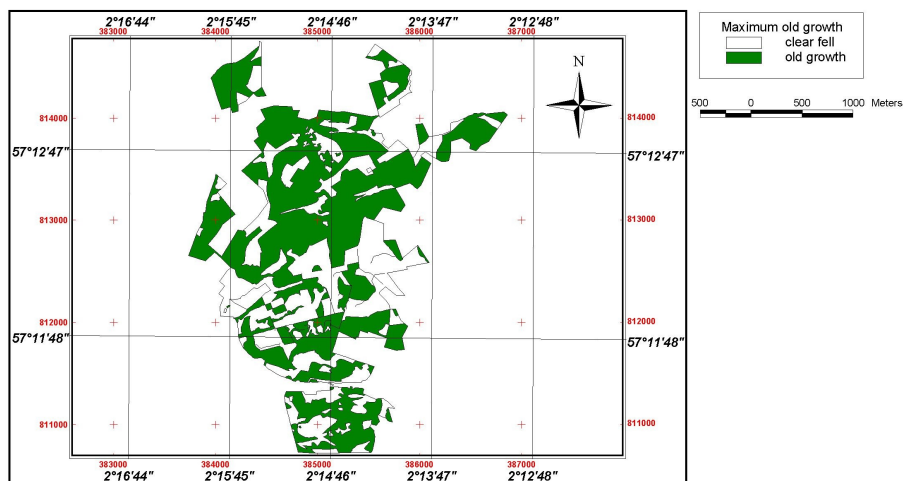 2°16'44" 2°15'45" 2°14'46" 2°13'47" 2°12'48"
383000 384000 385000 386000 387000
Maximum old growth
clear fell
old growth
N
500 0 500 1000 Meters
814000 814000
57°12'47" 57°12'47"
813000 813000
812000 812000
57°11'48" 57°11'48"
811000 811000
383000 384000 385000 386000 387000
2°16'44" 2°15'45" 2°14'46" 2°13'47" 2°12'48"